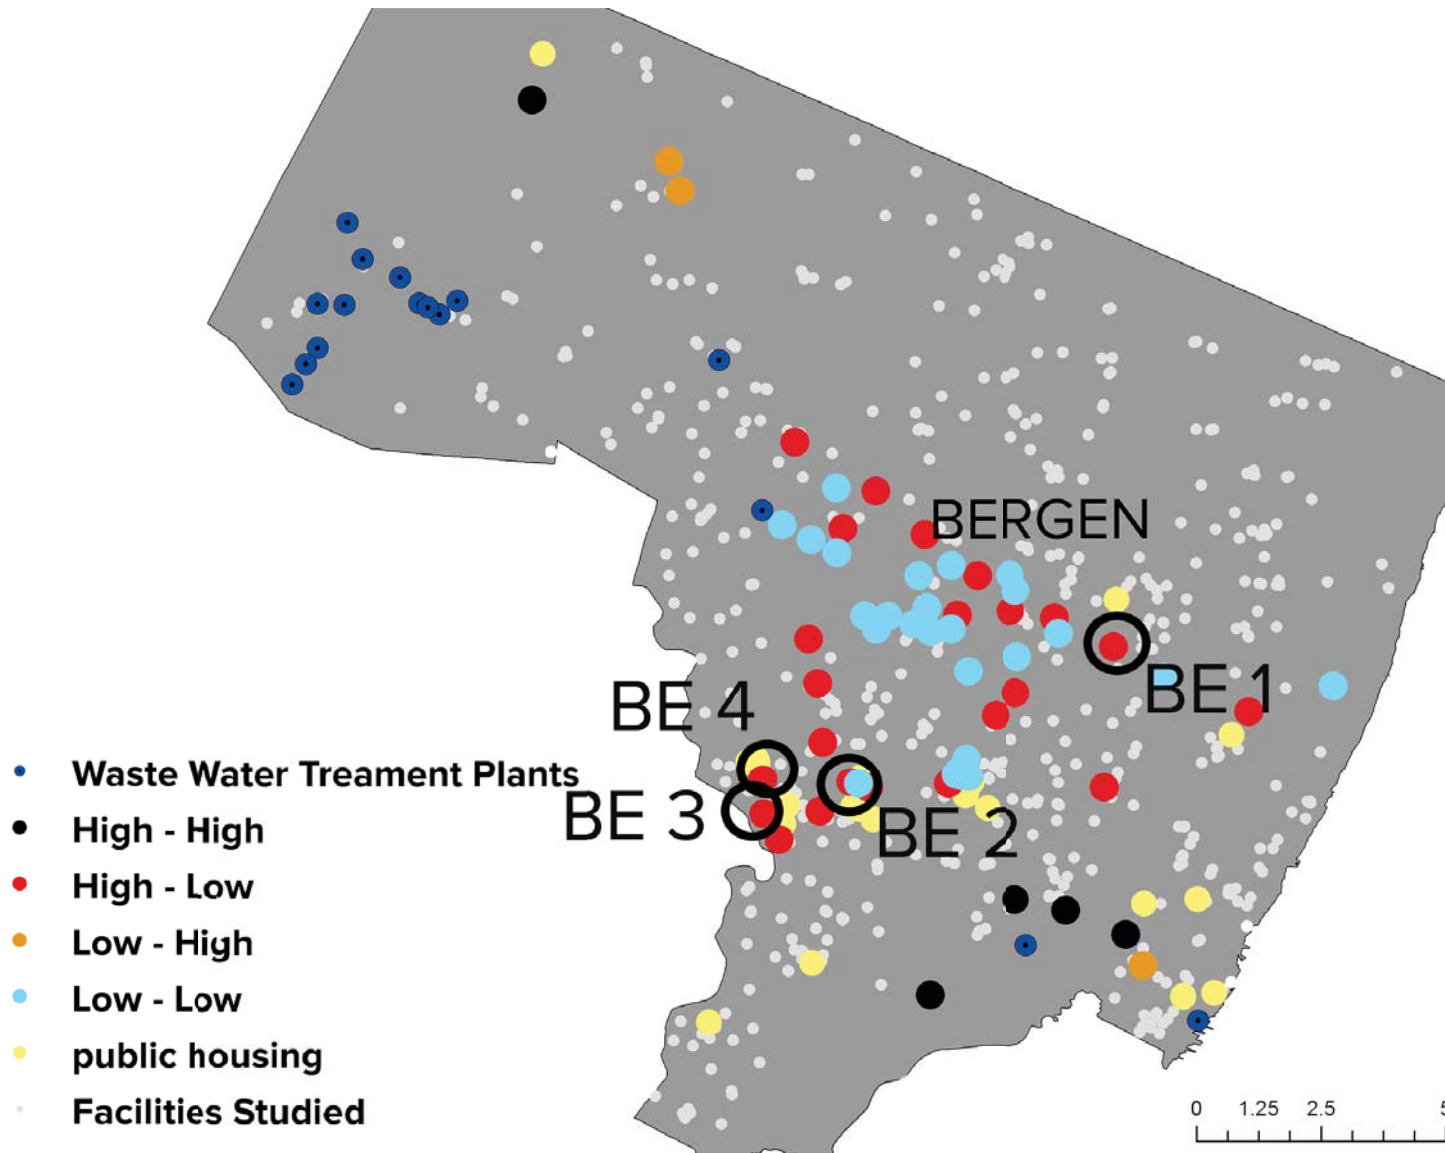 BERGEN
BE 1
BE 4
BE 3
BE 2
Waste Water Treament Plants
High - High
High - Low
Low - High
Low - Low
public housing
Facilities Studied
0 1.25 2.5 5